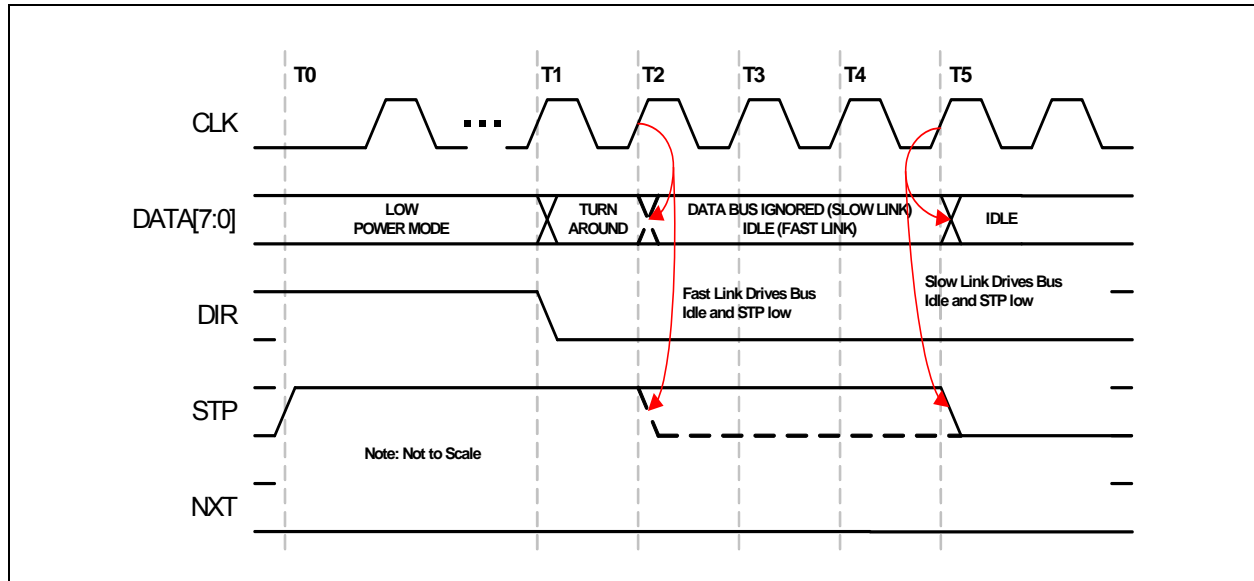 T0 T1 T2 T3 T4 T5
CLK
DATA[7:0]
LOW
POWER MODE
TURN
AROUND
DATA BUS IGNORED (SLOW LINK)
IDLE (FAST LINK)
IDLE
DIR
Fast Link Drives Bus
Idle and STP low
Slow Link Drives Bus
Idle and STP low
STP
Note: Not to Scale
NXT